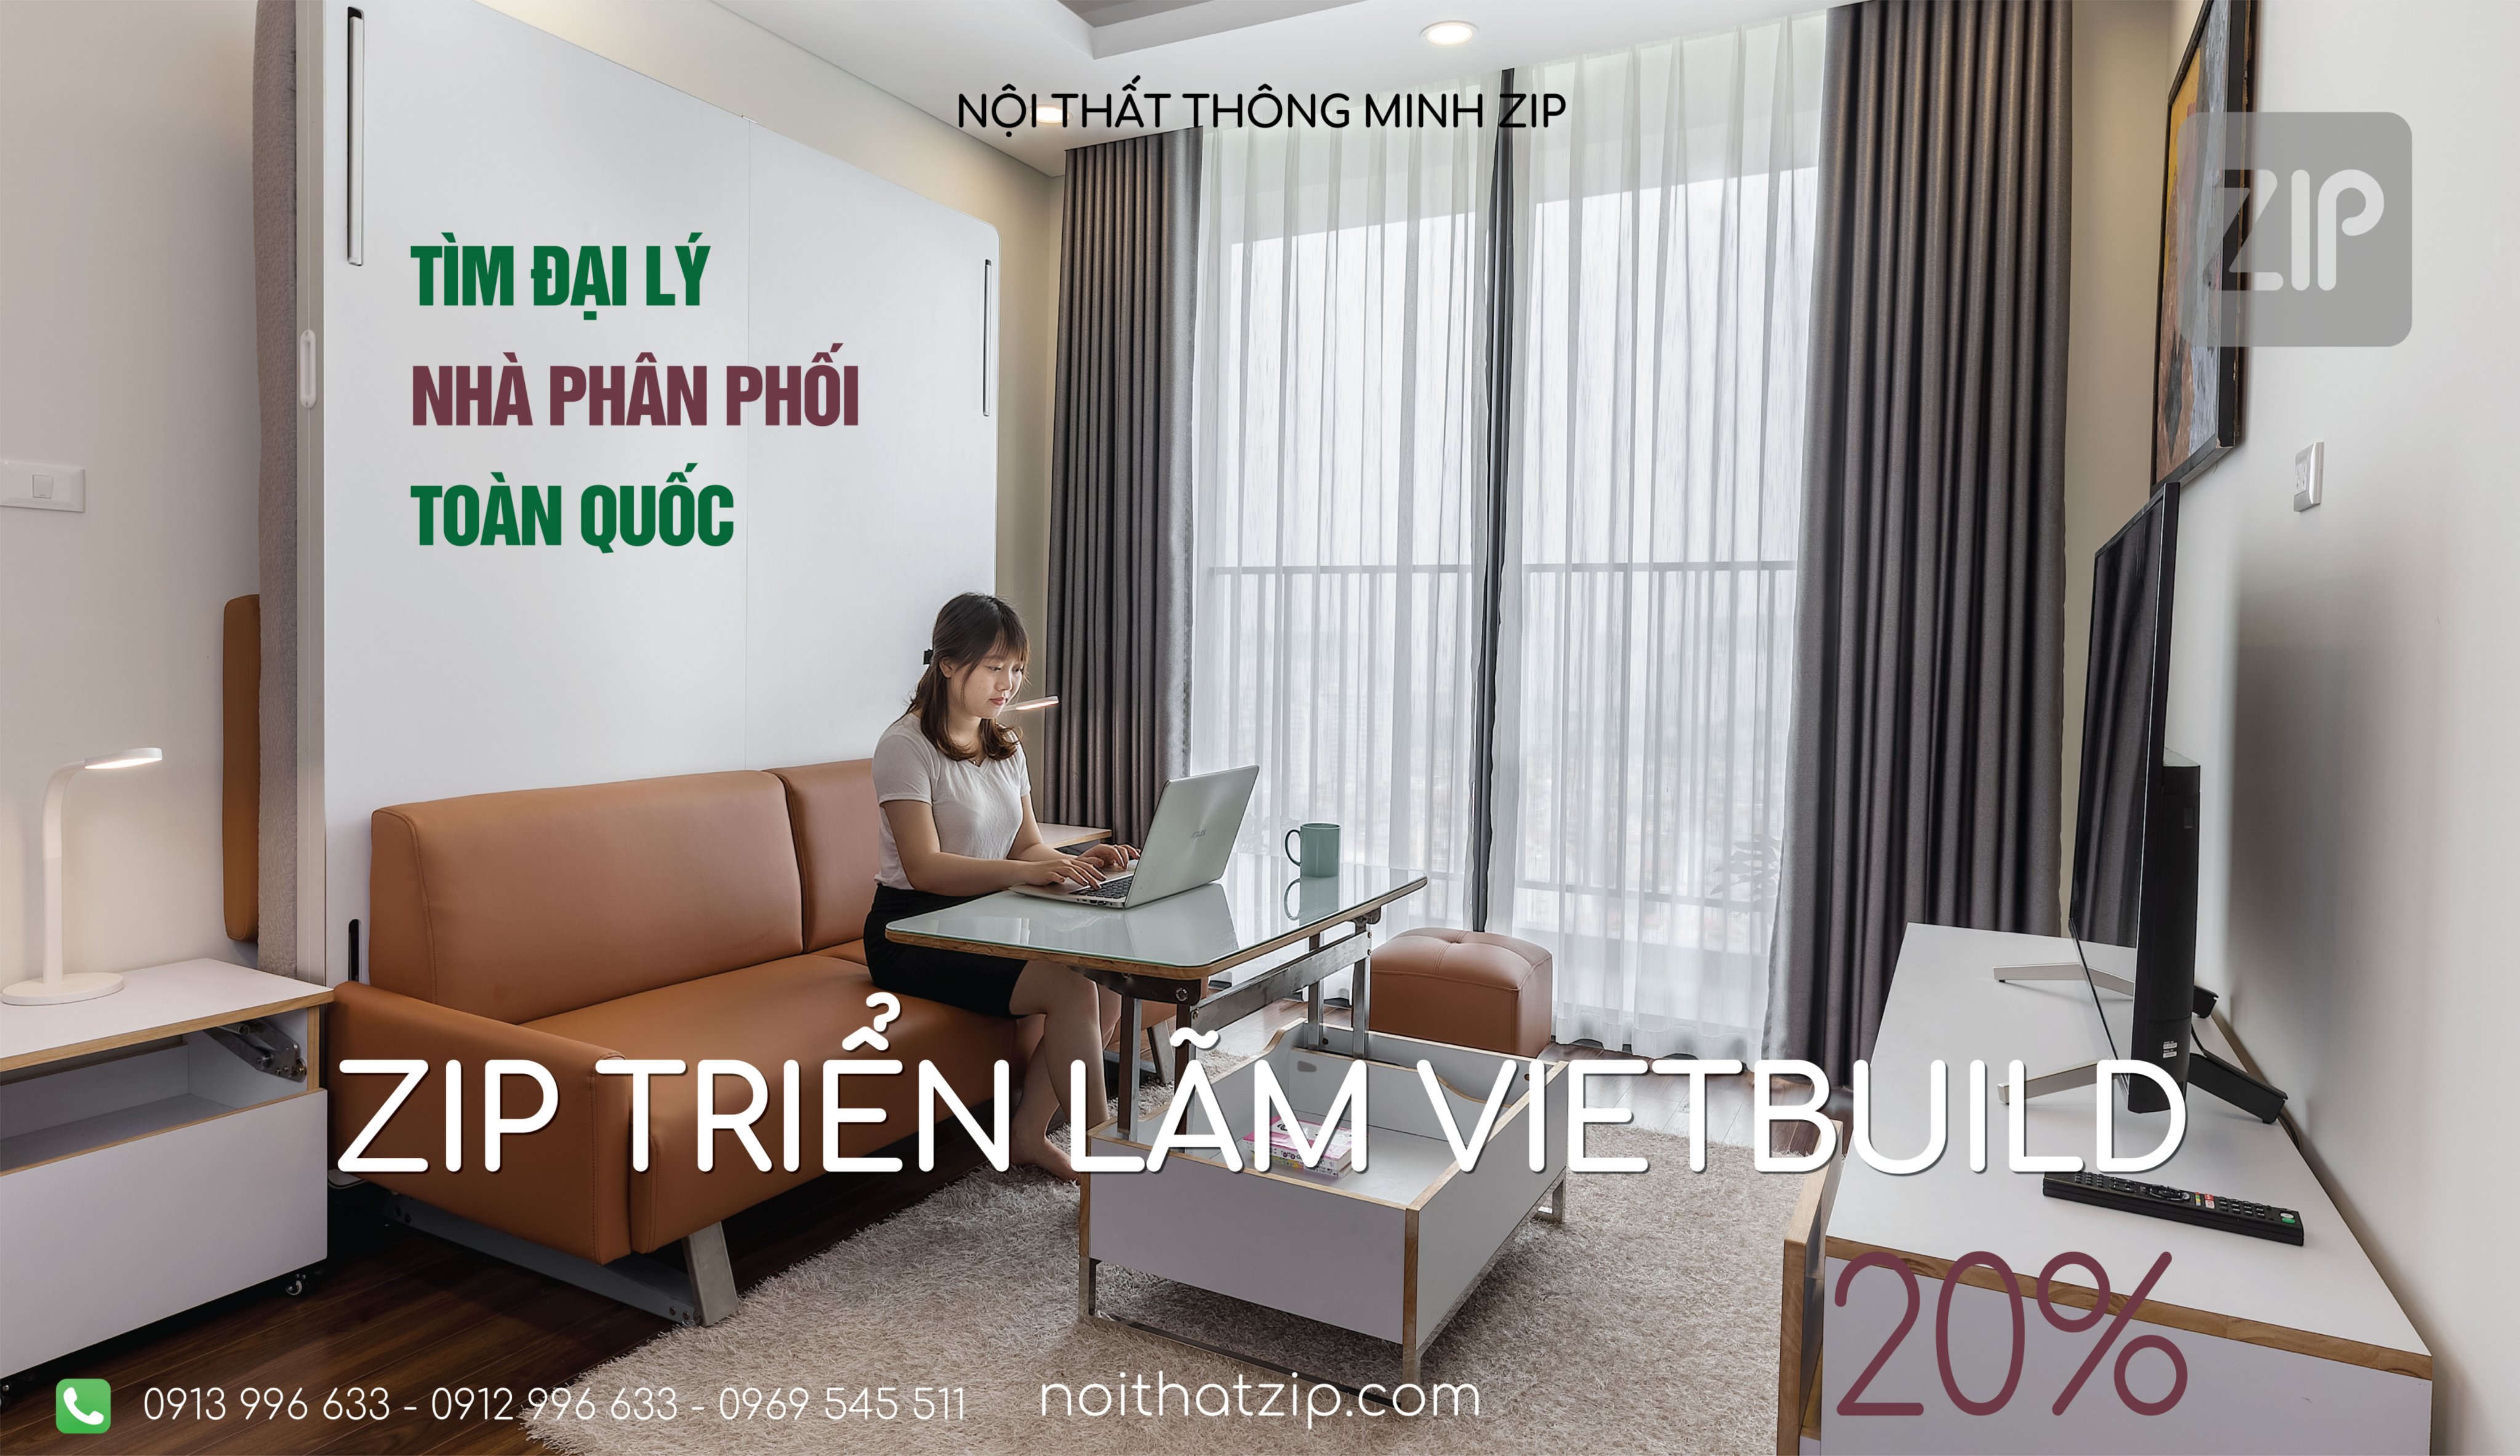 NỘI THẤT THÔNG MINH ZIP
ZIP
TÌM ĐẠI LÝ
NHÀ PHÂN PHỐI
TOÀN QUỐC
ZIP TRIỂN LÃM VIETBUILD
20%
0913 996 633 - 0912 996 633 - 0969 545 511
noithatzip.com